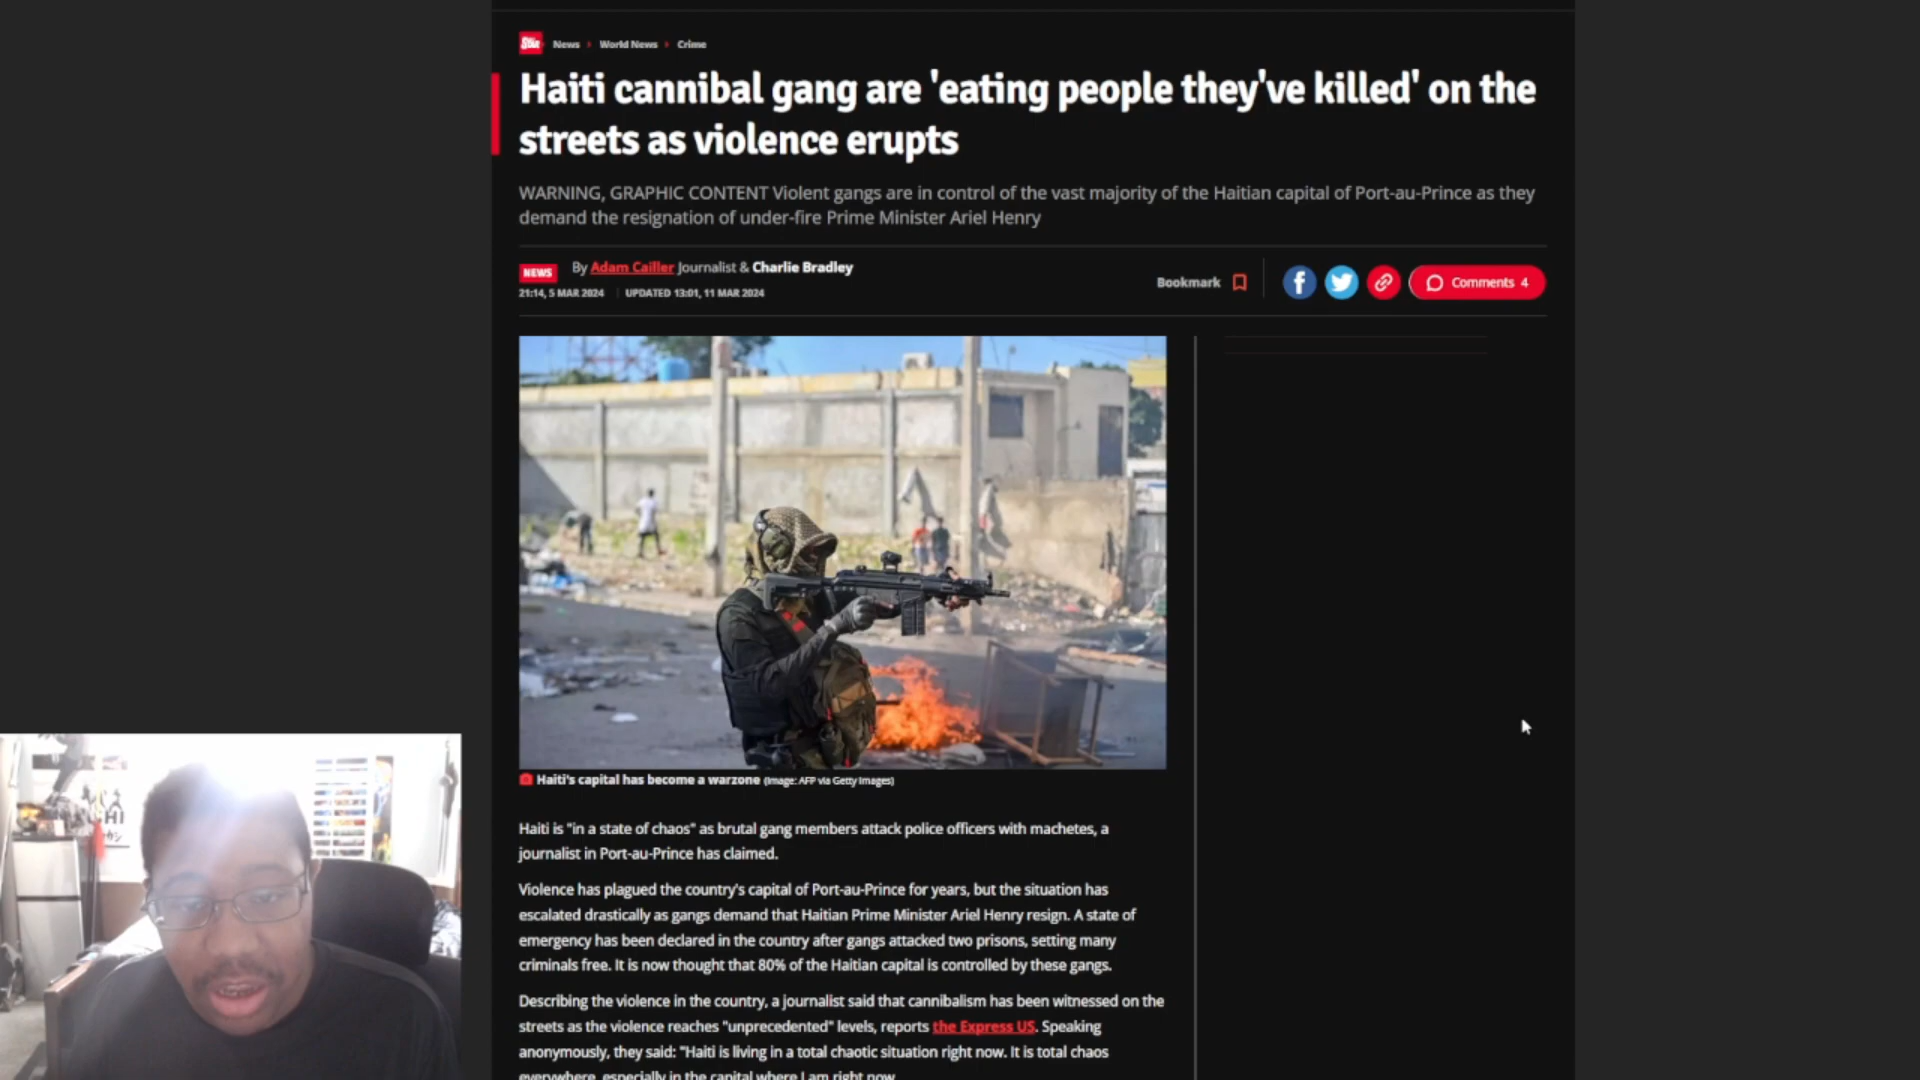 Star News World News Crime
Haiti cannibal gang are 'eating people they've killed' on the
streets as violence erupts
WARNING, GRAPHIC CONTENT Violent gangs are in control of the vast majority of the Haitian capital of Port-au-Prince as they
demand the resignation of under-fire Prime Minister Ariel Henry
NEWS By Adam Cailler Journalist & Charlie Bradley
21:14, 5 MAR 2024 UPDATED 13:01, 11 MAR 2024
Bookmark
Comments 4
Haiti's capital has become a warzone (Image: AFP via Getty Images)
Haiti is "in a state of chaos" as brutal gang members attack police officers with machetes, a
journalist in Port-au-Prince has claimed.
Violence has plagued the country's capital of Port-au-Prince for years, but the situation has
escalated drastically as gangs demand that Haitian Prime Minister Ariel Henry resign. A state of
emergency has been declared in the country after gangs attacked two prisons, setting many
criminals free. It is now thought that 80% of the Haitian capital is controlled by these gangs.
Describing the violence in the country, a journalist said that cannibalism has been witnessed on the
streets as the violence reaches "unprecedented" levels, reports the Express US. Speaking
anonymously, they said: "Haiti is living in a total chaotic situation right now. It is total chaos
everywhere, especially in the capital where I am right now.